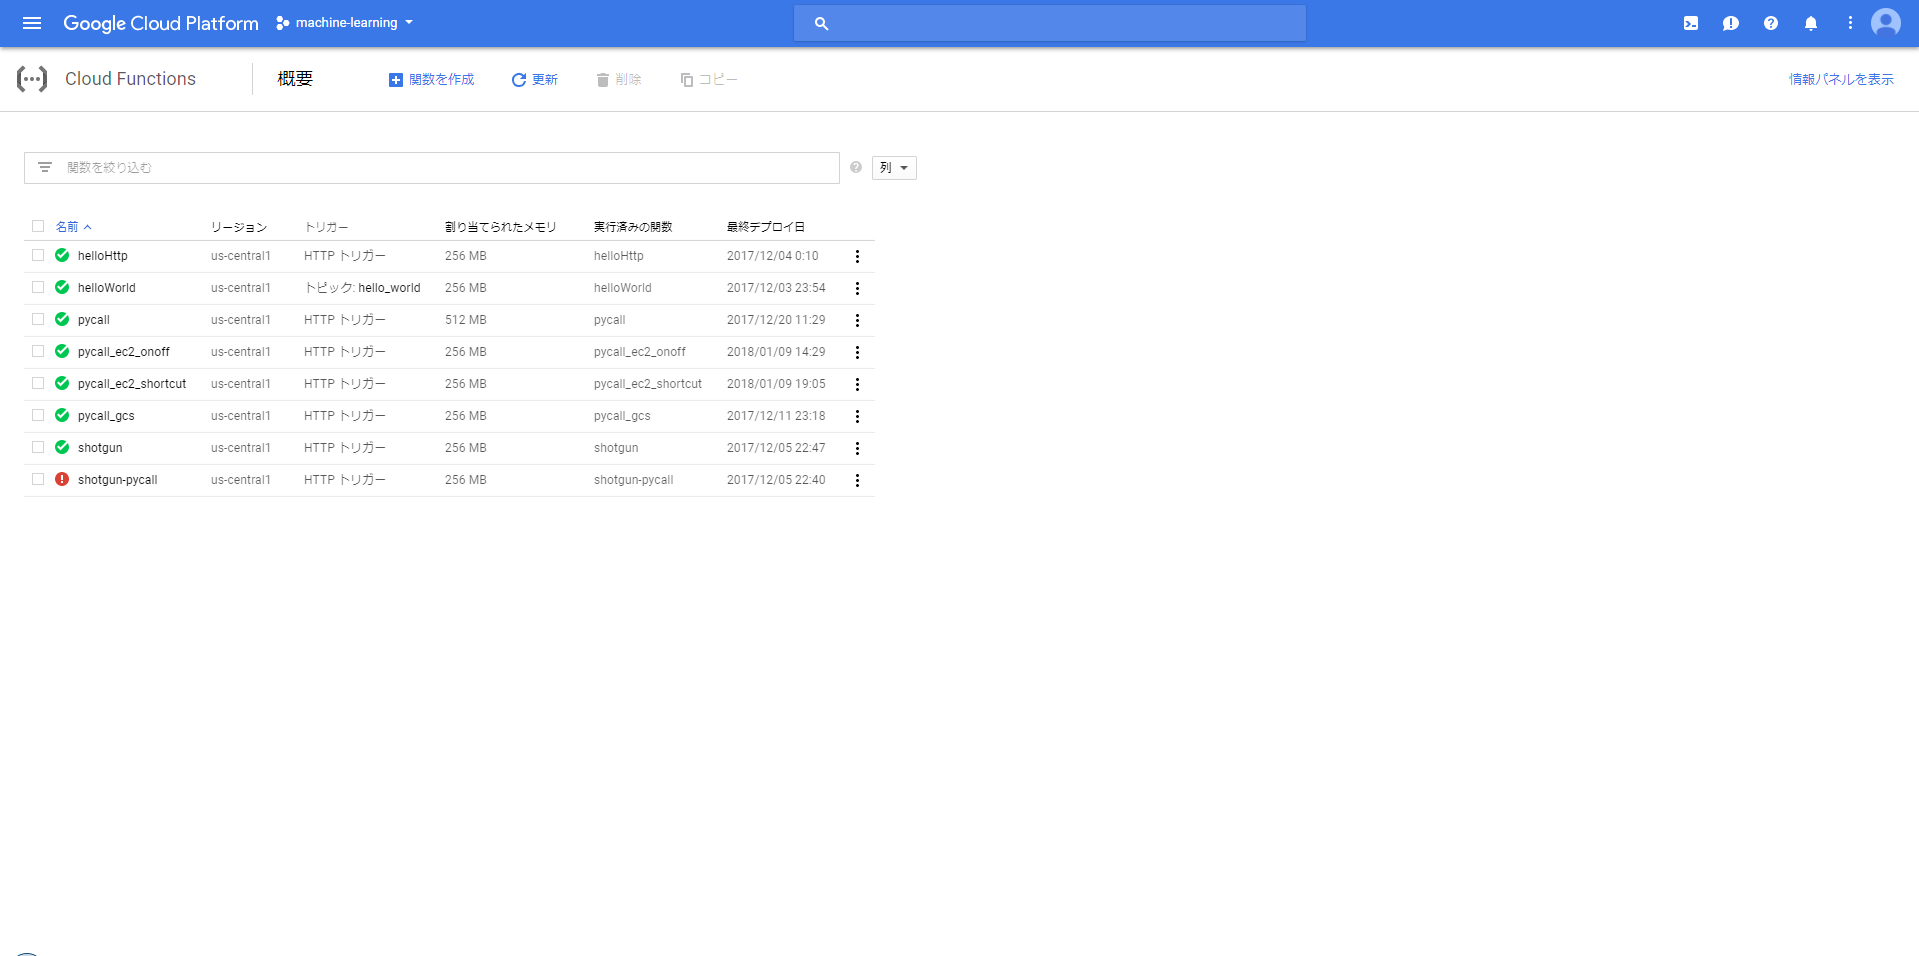 Google Cloud Platform machine-learning
Cloud Functions 概要 関数を作成 更新 削除 コピー 情報パネルを表示
関数を絞り込む 列
名前 リージョン トリガー 割り当てられたメモリ 実行済みの関数 最終デプロイ日
helloHttp us-central1 HTTP トリガー 256 MB helloHttp 2017/12/04 0:10
helloWorld us-central1 トピック: hello_world 256 MB helloWorld 2017/12/03 23:54
pycall us-central1 HTTP トリガー 512 MB pycall 2017/12/20 11:29
pycall_ec2_onoff us-central1 HTTP トリガー 256 MB pycall_ec2_onoff 2018/01/09 14:29
pycall_ec2_shortcut us-central1 HTTP トリガー 256 MB pycall_ec2_shortcut 2018/01/09 19:05
pycall_gcs us-central1 HTTP トリガー 256 MB pycall_gcs 2017/12/11 23:18
shotgun us-central1 HTTP トリガー 256 MB shotgun 2017/12/05 22:47
shotgun-pycall us-central1 HTTP トリガー 256 MB shotgun-pycall 2017/12/05 22:40